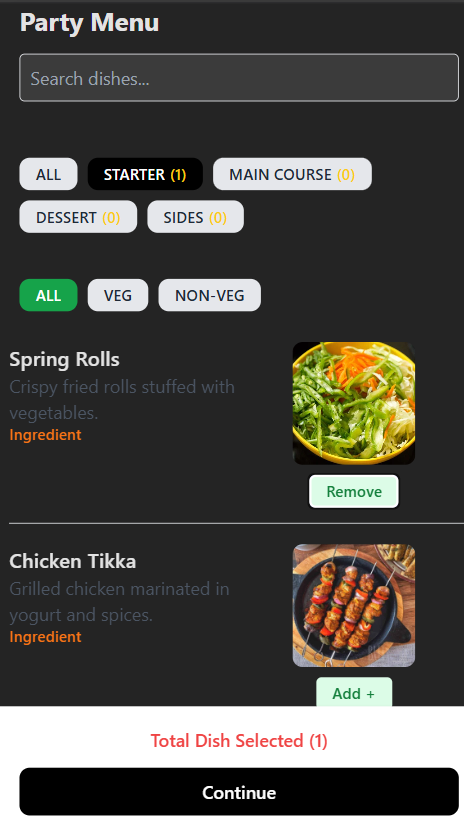 Party Menu
Search dishes...
ALL
STARTER (1)
MAIN COURSE (0)
DESSERT (0)
SIDES (0)
ALL
VEG
NON-VEG
Spring Rolls
Crispy fried rolls stuffed with
vegetables.
Ingredient
Remove
Chicken Tikka
Grilled chicken marinated in
yogurt and spices.
Ingredient
Add +
Total Dish Selected (1)
Continue